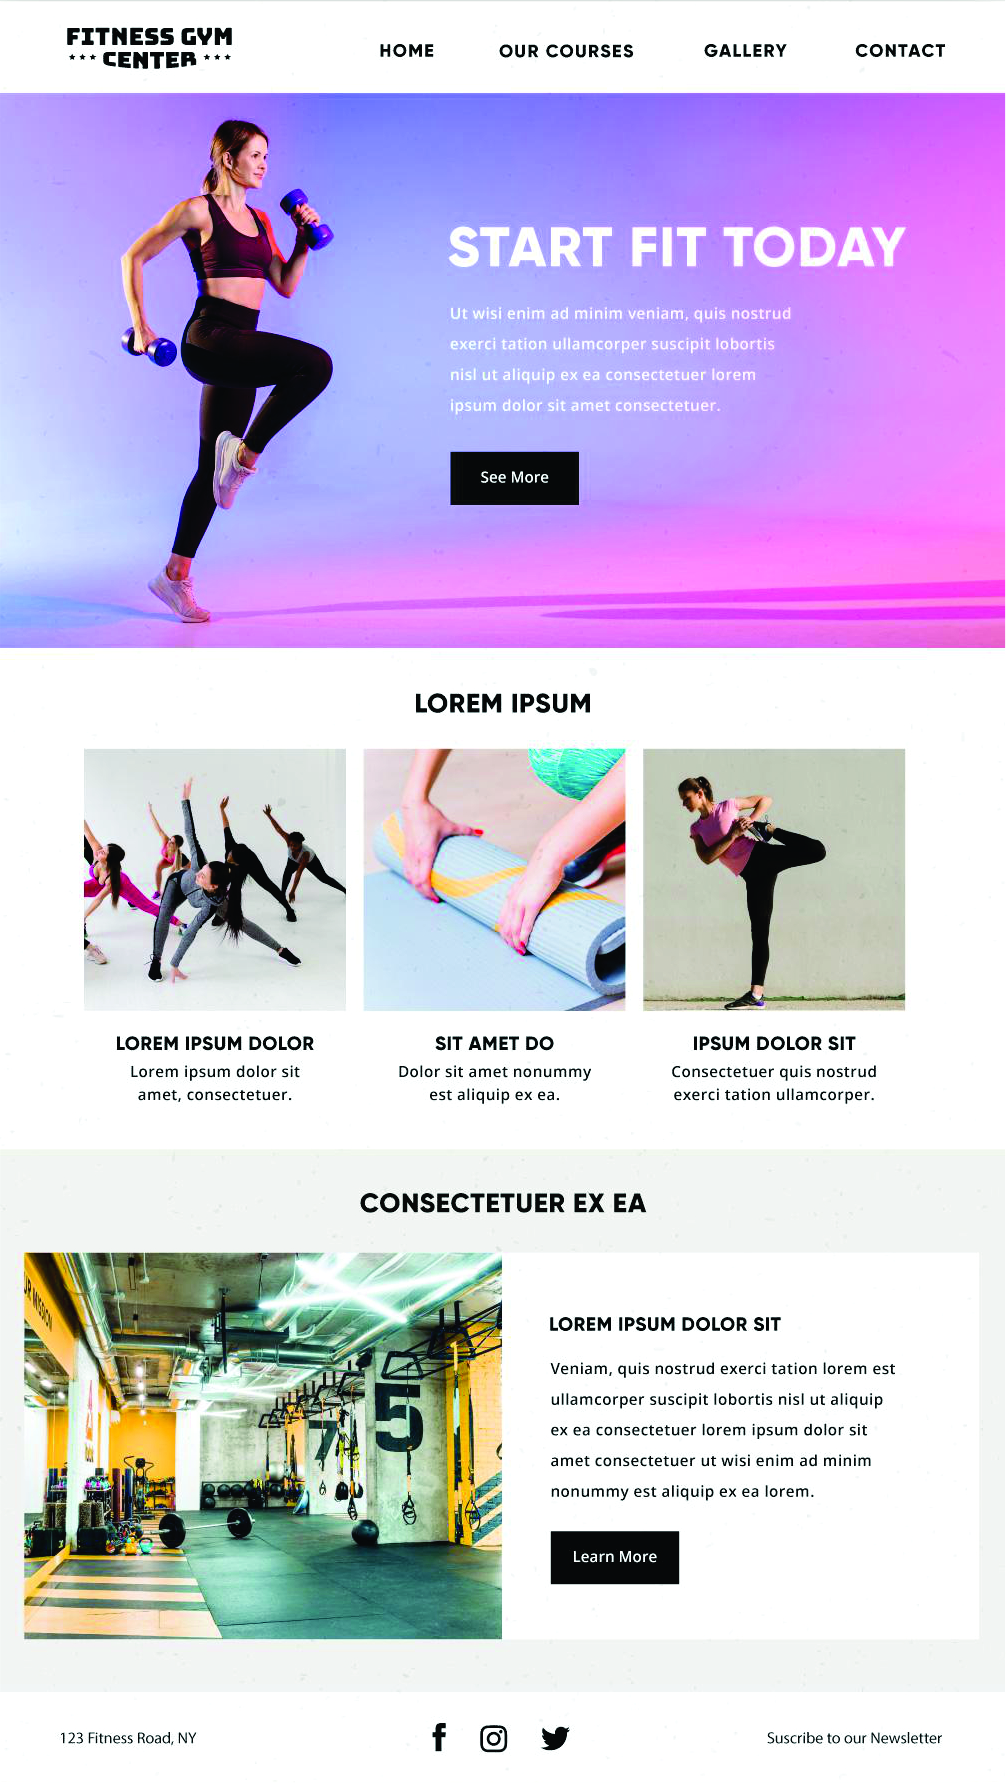 FITNESS GYM
CENTER
HOME
OUR COURSES
GALLERY
CONTACT
START FIT TODAY
Ut wisi enim ad minim veniam, quis nostrud
exerci tation ullamcorper suscipit lobortis
nisl ut aliquip ex ea consectetuer lorem
ipsum dolor sit amet consectetuer.
See More
LOREM IPSUM
LOREM IPSUM DOLOR
Lorem ipsum dolor sit
amet, consectetuer.
SIT AMET DO
Dolor sit amet nonummy
est aliquip ex ea.
IPSUM DOLOR SIT
Consectetuer quis nostrud
exerci tation ullamcorper.
CONSECTETUER EX EA
UR MISSION
7
5
LOREM IPSUM DOLOR SIT
Veniam, quis nostrud exerci tation lorem est
ullamcorper suscipit lobortis nisl ut aliquip
ex ea consectetuer lorem ipsum dolor sit
amet consectetuer ut wisi enim ad minim
nonummy est aliquip ex ea lorem.
Learn More
123 Fitness Road, NY
Suscribe to our Newsletter